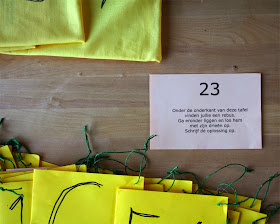 23
Onder de onderkant van deze tafel
vinden jullie een rebus.
Ga eronder liggen en los hem
met zijn drieën op.
Schrijf de oplossing op.